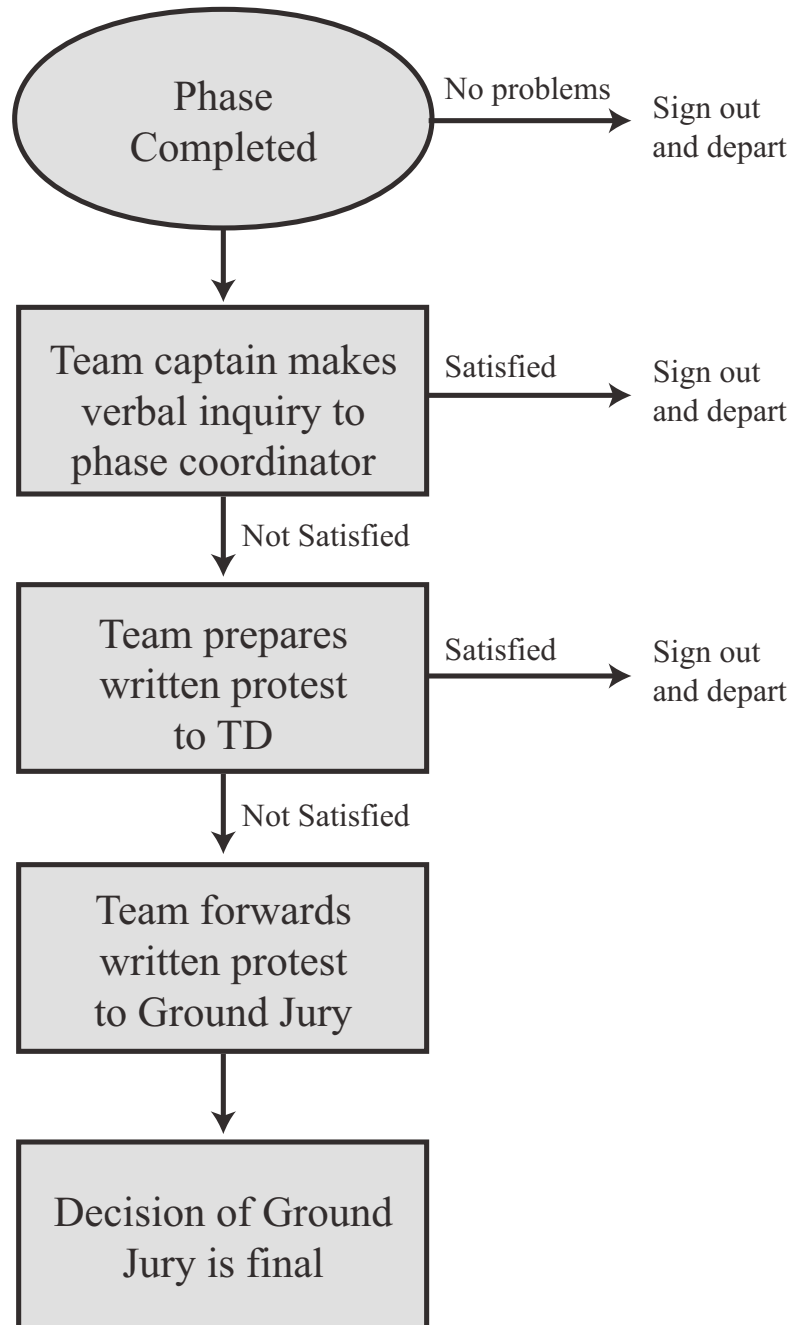 Phase
Completed
No problems
Sign out
and depart
Team captain makes
verbal inquiry to
phase coordinator
Satisfied
Sign out
and depart
Not Satisfied
Team prepares
written protest
to TD
Satisfied
Sign out
and depart
Not Satisfied
Team forwards
written protest
to Ground Jury
Decision of Ground
Jury is final